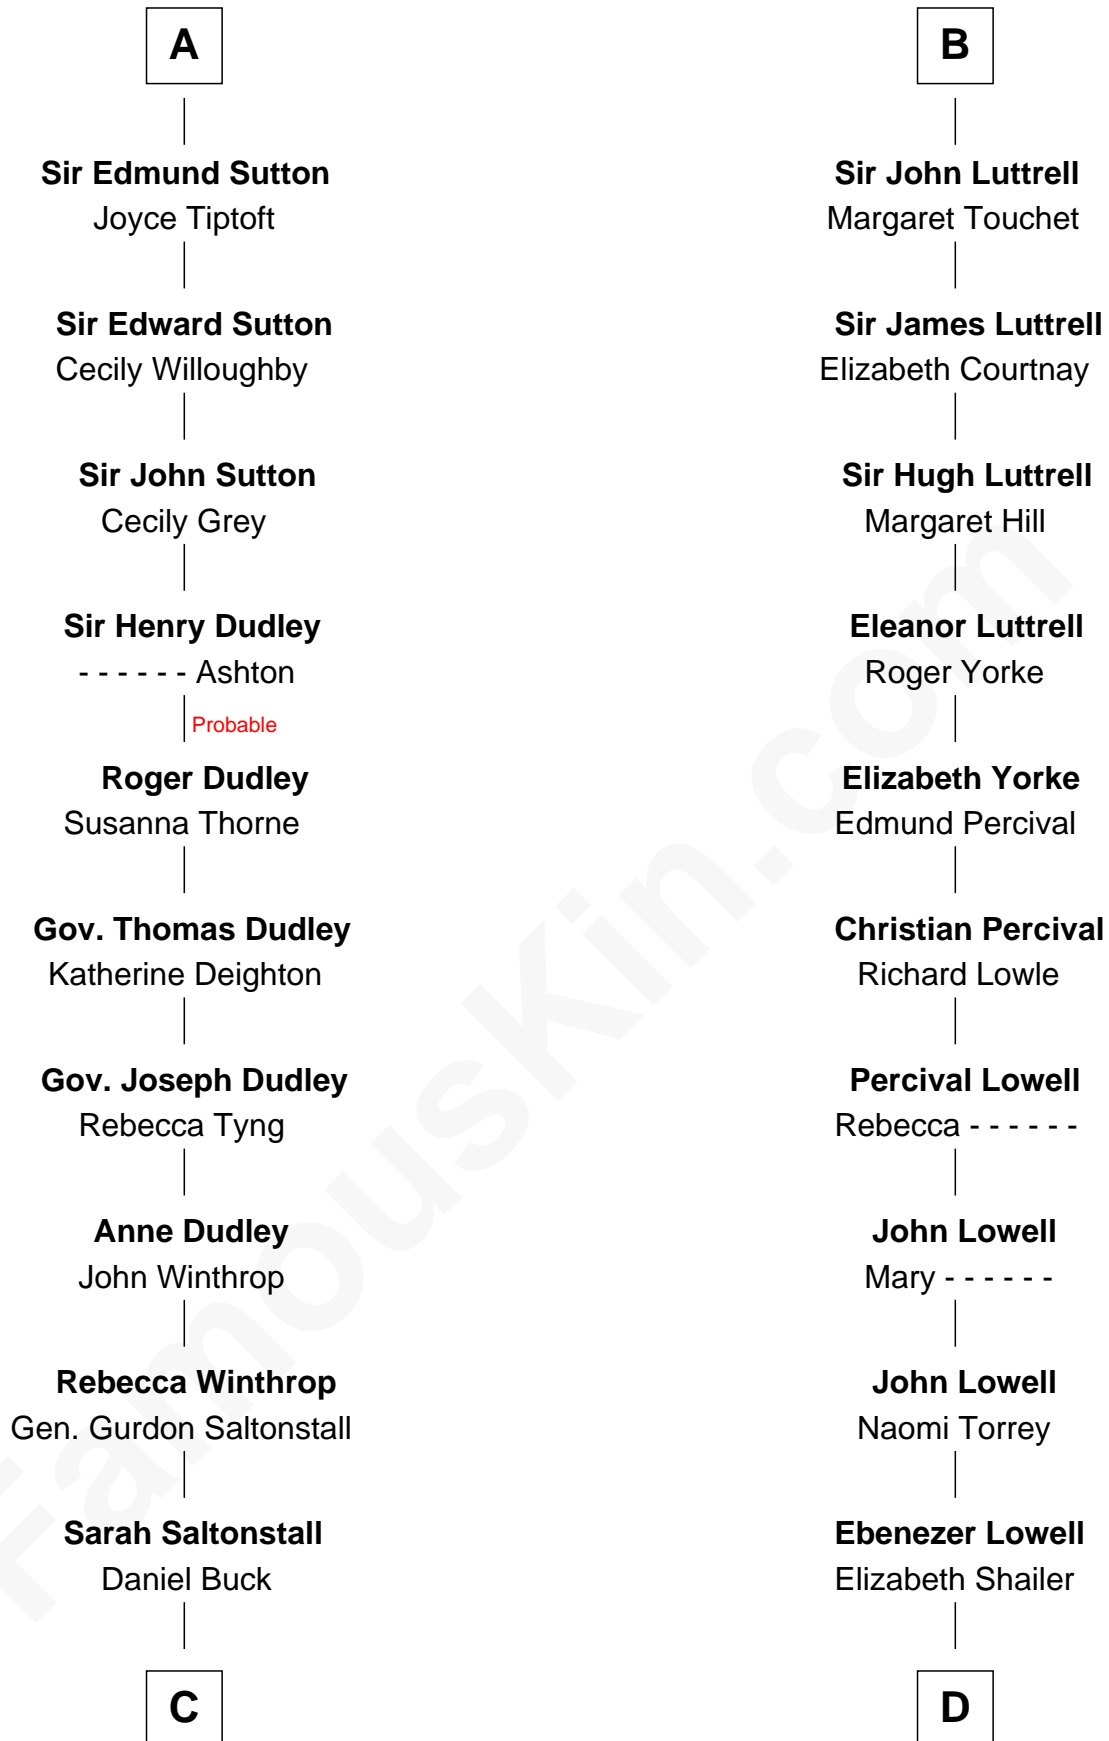 A
Sir Edmund Sutton
Joyce Tiptoft
Sir Edward Sutton
Cecily Willoughby
Sir John Sutton
Cecily Grey
Sir Henry Dudley
- - - - - - Ashton
Probable
Roger Dudley
Susanna Thorne
Gov. Thomas Dudley
Katherine Deighton
Gov. Joseph Dudley
Rebecca Tyng
Anne Dudley
John Winthrop
Rebecca Winthrop
Gen. Gurdon Saltonstall
Sarah Saltonstall
Daniel Buck
C
B
Sir John Luttrell
Margaret Touchet
Sir James Luttrell
Elizabeth Courtnay
Sir Hugh Luttrell
Margaret Hill
Eleanor Luttrell
Roger Yorke
Elizabeth Yorke
Edmund Percival
Christian Percival
Richard Lowle
Percival Lowell
Rebecca - - - - - -
John Lowell
Mary - - - - - -
John Lowell
Naomi Torrey
Ebenezer Lowell
Elizabeth Shailer
D
FamousKin.com